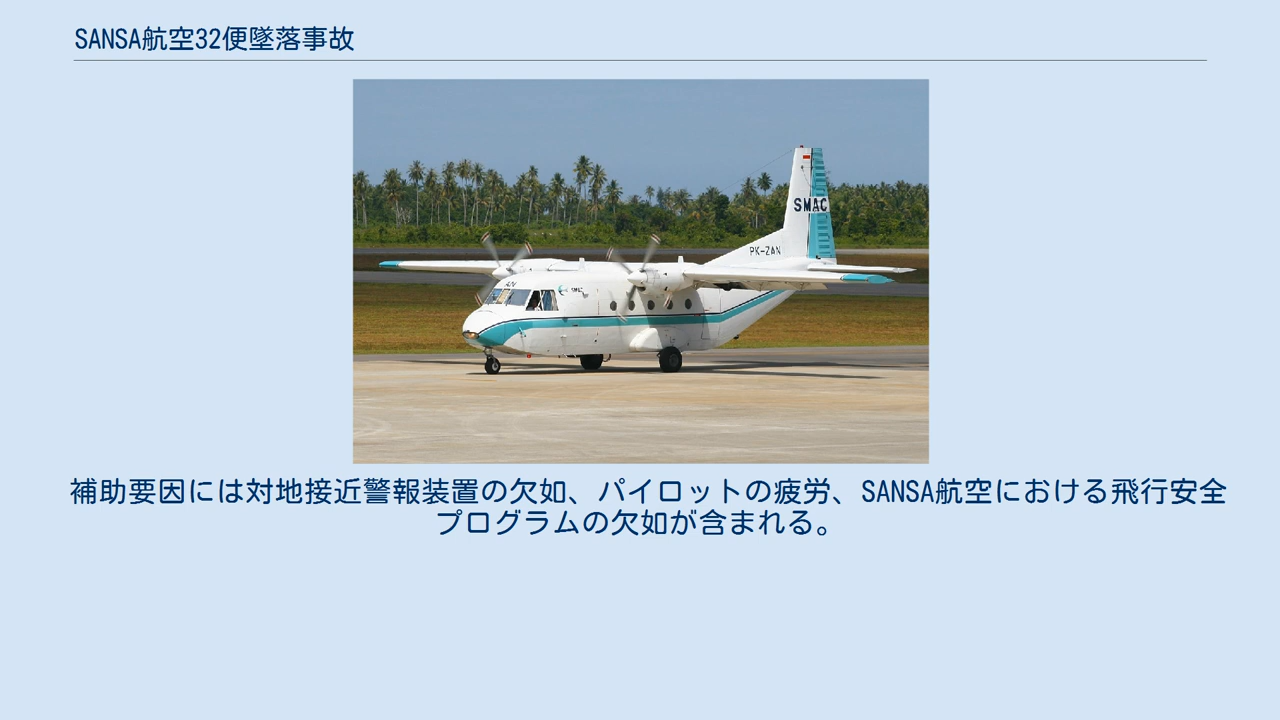 SANSA航空32便墜落事故
SMAC
PK-ZAN
補助要因には対地接近警報装置の欠如、パイロットの疲労、SANSA航空における飛行安全
プログラムの欠如が含まれる。